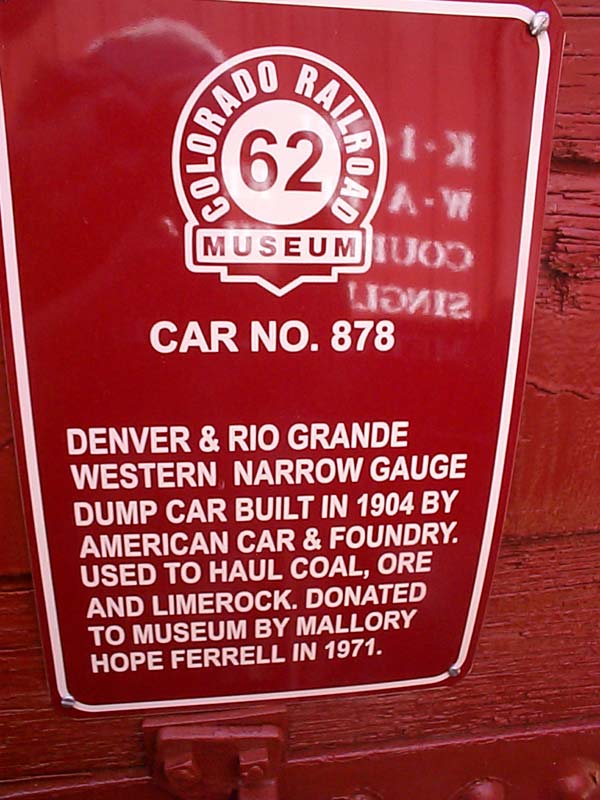 COLORADO RAILROAD
62
MUSEUM
CAR NO. 878
DENVER & RIO GRANDE
WESTERN NARROW GAUGE
DUMP CAR BUILT IN 1904 BY
AMERICAN CAR & FOUNDRY.
USED TO HAUL COAL, ORE
AND LIMEROCK. DONATED
TO MUSEUM BY MALLORY
HOPE FERRELL IN 1971.